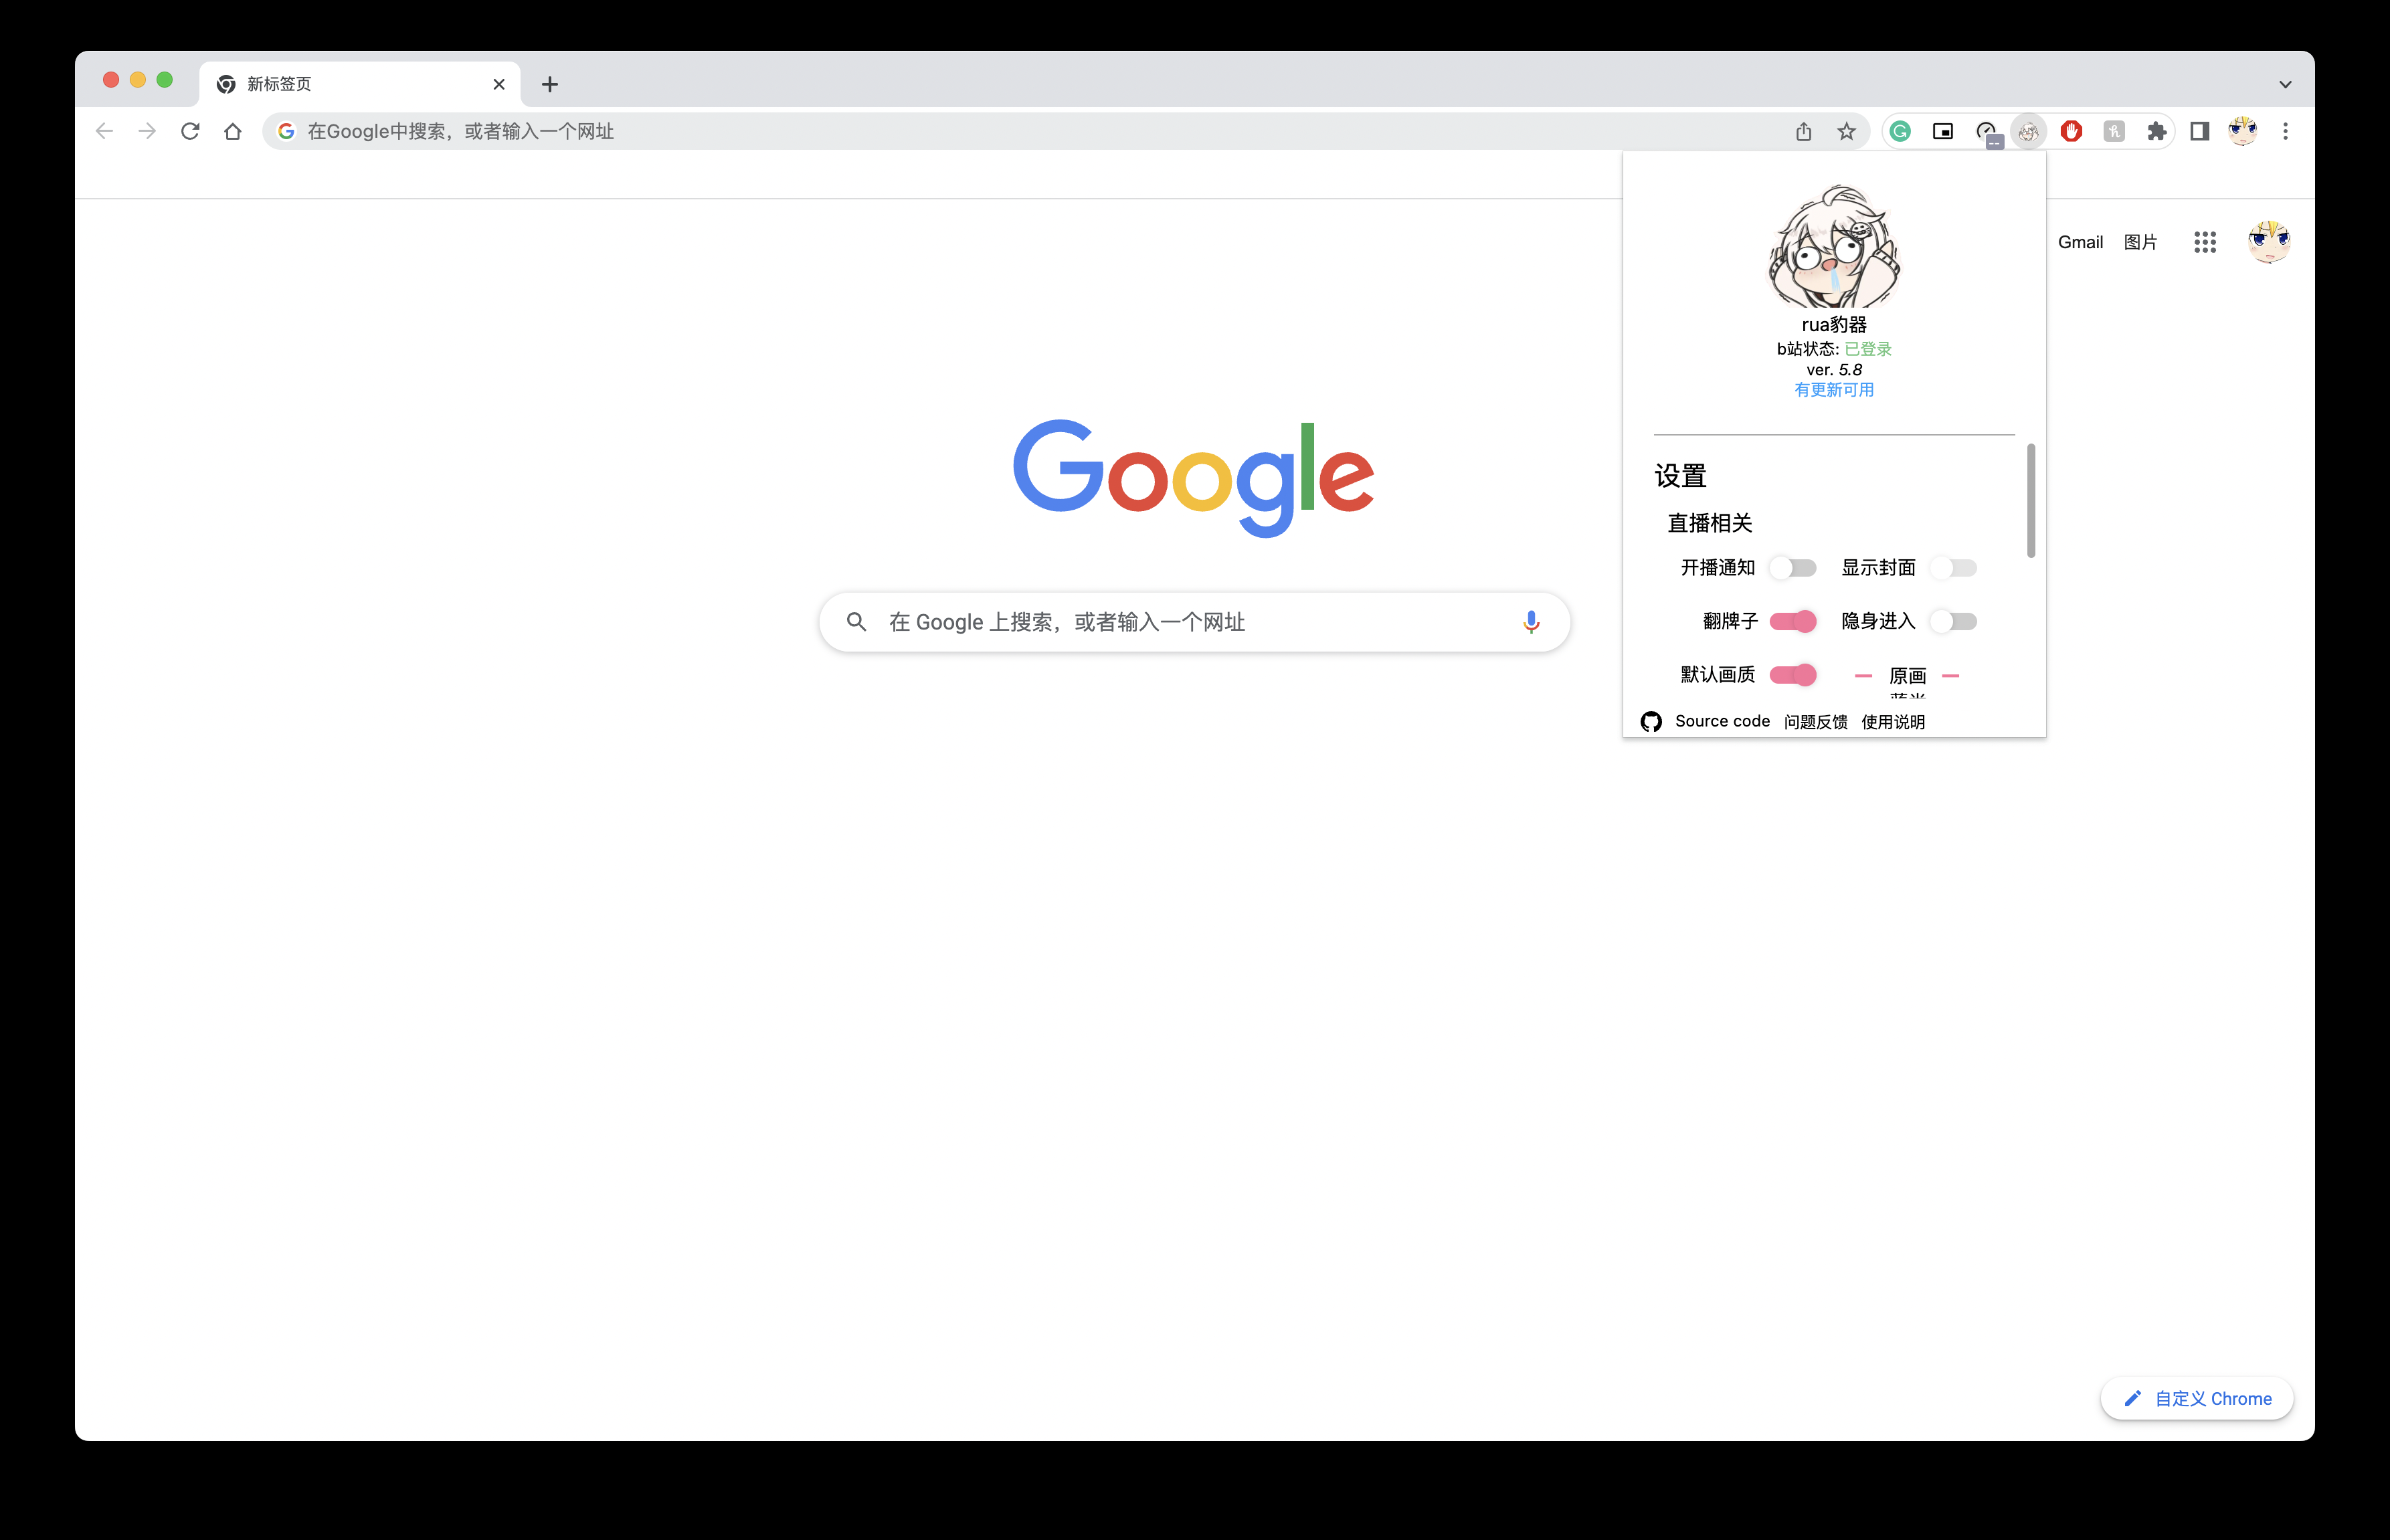 新标签页
在Google中搜索，或者输入一个网址
rua豹器
b站状态: 已登录
ver. 5.8
有更新可用
Gmail 图片
Google
设置
直播相关
开播通知 显示封面
在 Google 上搜索，或者输入一个网址
翻牌子 隐身进入
默认画质 原画
Source code 问题反馈 使用说明
自定义 Chrome